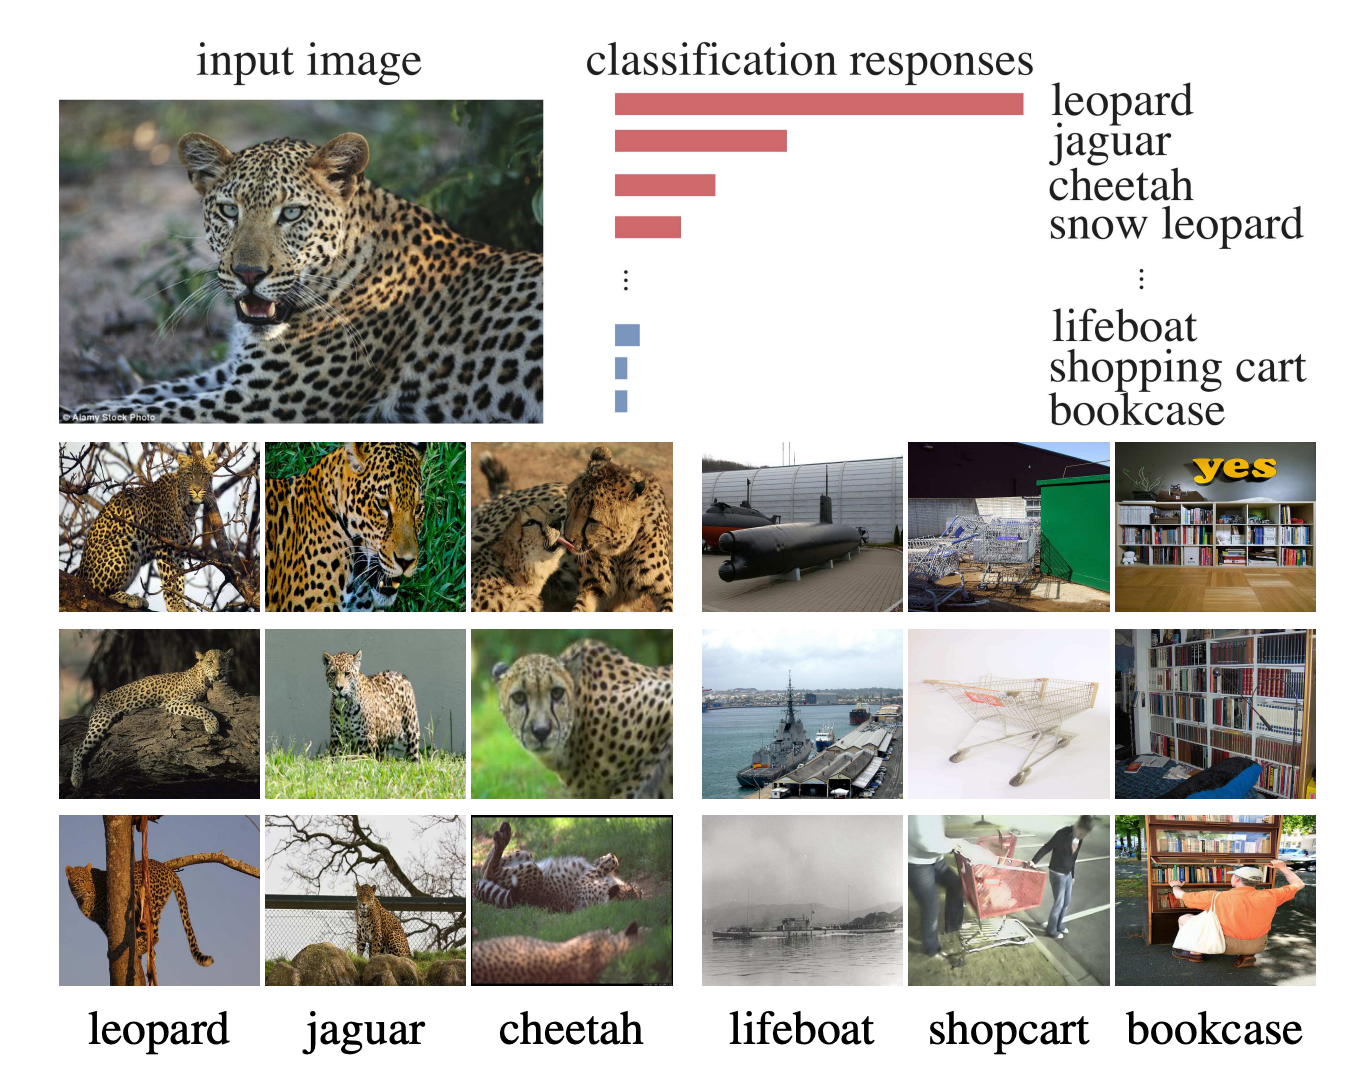 input image
classification responses
leopard
jaguar
cheetah
snow leopard
⋮ ⋮
lifeboat
shopping cart
bookcase
© Alamy Stock Photo
yes
leopard jaguar cheetah lifeboat shopcart bookcase